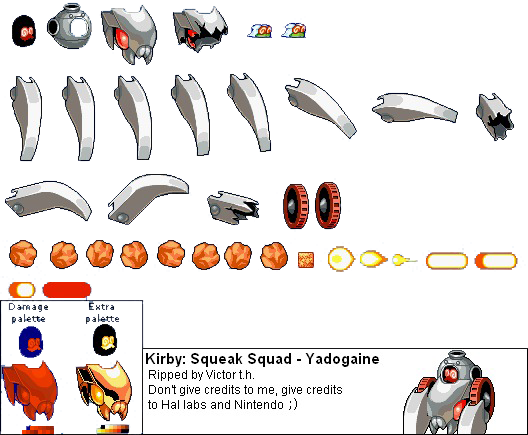 Damage
palette
Extra
palette
Kirby: Squeak Squad - Yadogaine
Ripped by Victor t.h.
Don't give credits to me, give credits
to Hal labs and Nintendo ;)